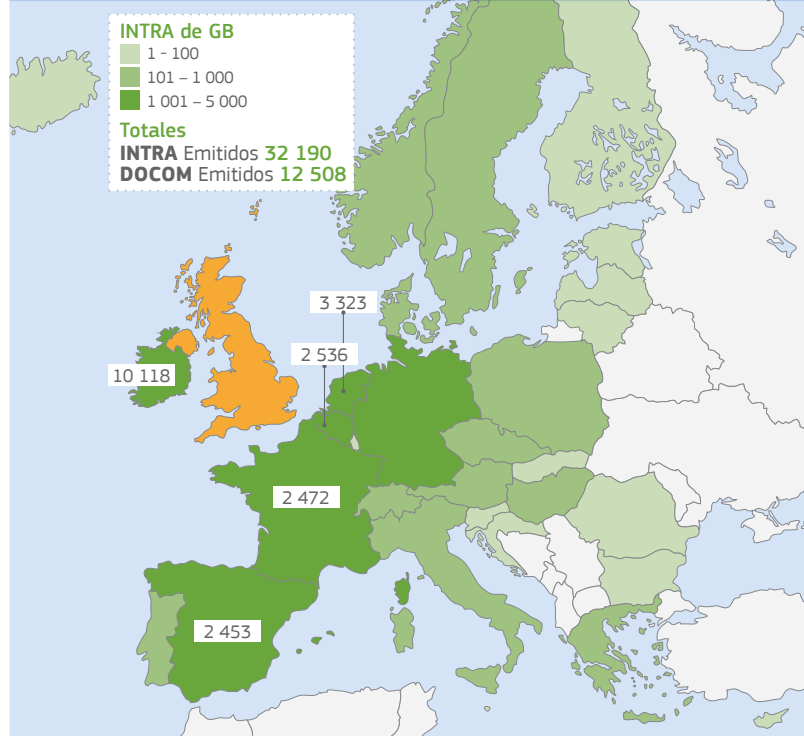 INTRA de GB
1 - 100
101 – 1 000
1 001 – 5 000
Totales
INTRA Emitidos 32 190
DOCOM Emitidos 12 508
3 323
2 536
10 118
2 472
2 453